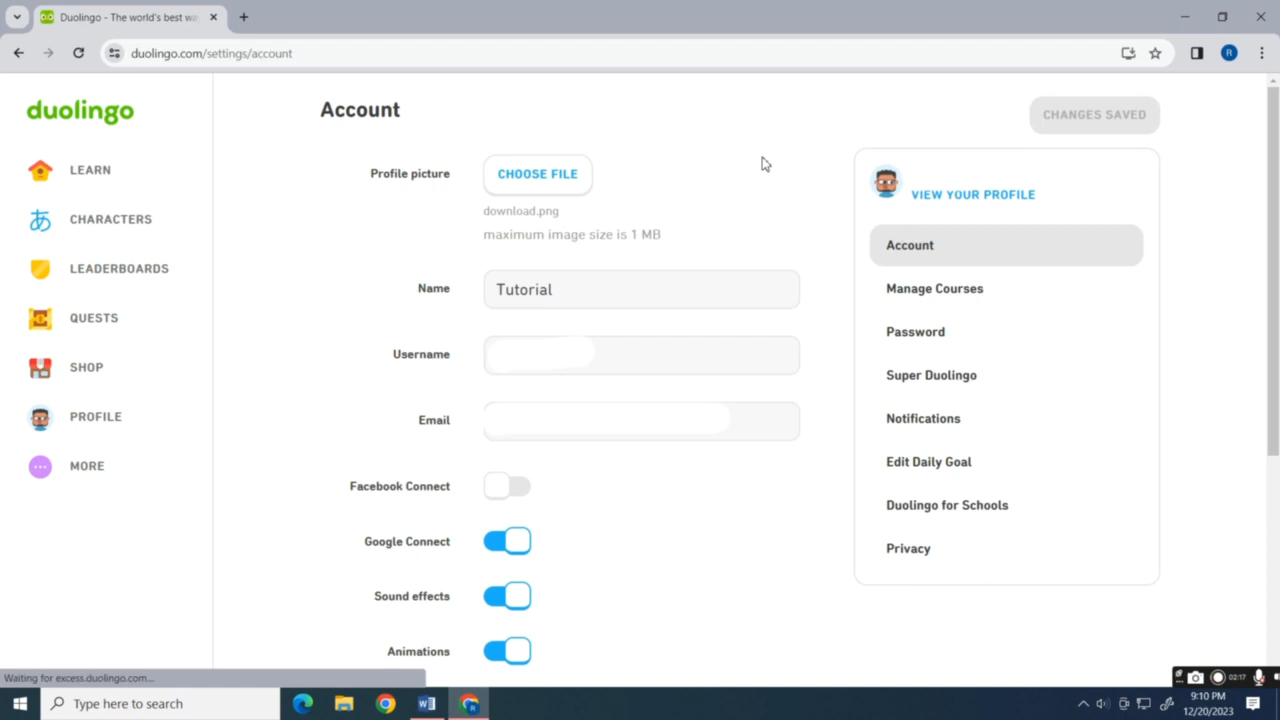 Duolingo - The world's best wa
duolingo.com/settings/account
R
duolingo
LEARN
あ CHARACTERS
LEADERBOARDS
QUESTS
SHOP
PROFILE
MORE
Account
CHANGES SAVED
Profile picture
CHOOSE FILE
download.png
maximum image size is 1 MB
Name
Tutorial
Username
Email
Facebook Connect
Google Connect
Sound effects
Animations
VIEW YOUR PROFILE
Account
Manage Courses
Password
Super Duolingo
Notifications
Edit Daily Goal
Duolingo for Schools
Privacy
Waiting for excess.duolingo.com...
02:17
Type here to search
9:10 PM
12/20/2023